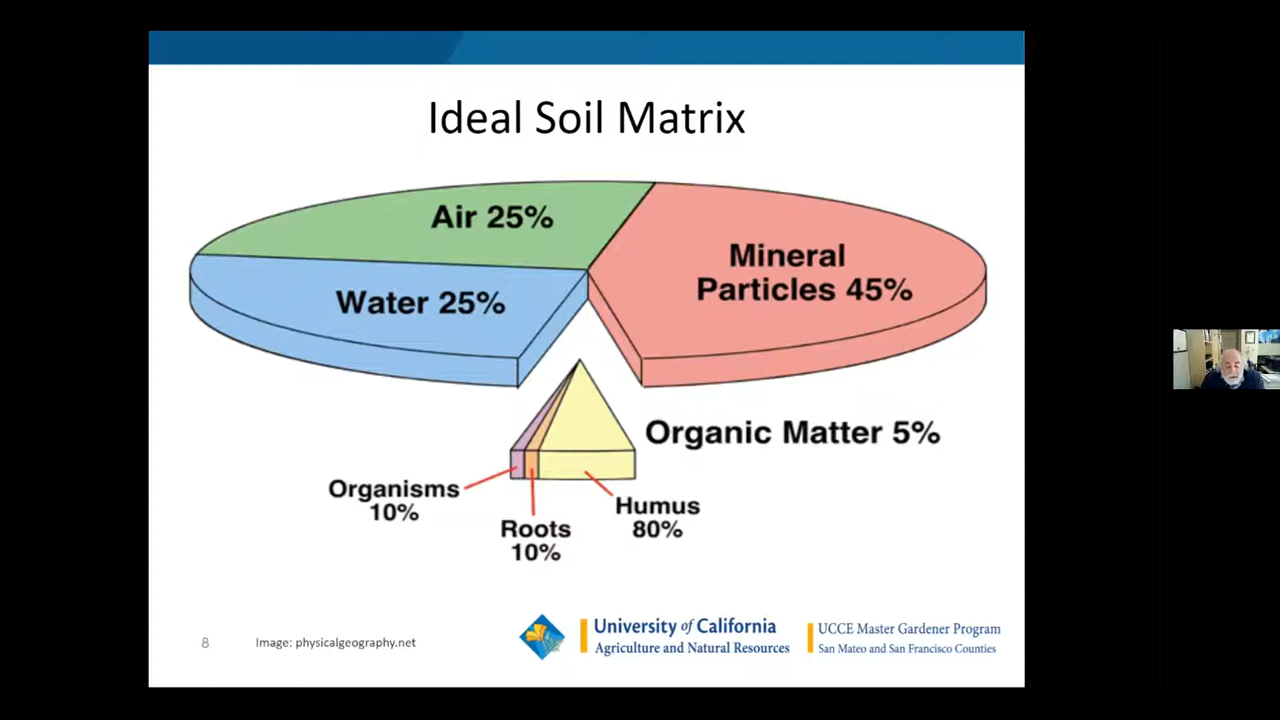 Ideal Soil Matrix
Air 25%
Mineral
Particles 45%
Water 25%
Organic Matter 5%
Organisms
10%
Humus
80%
Roots
10%
8
Image: physicalgeography.net
University of California
Agriculture and Natural Resources
UCCE Master Gardener Program
San Mateo and San Francisco Counties